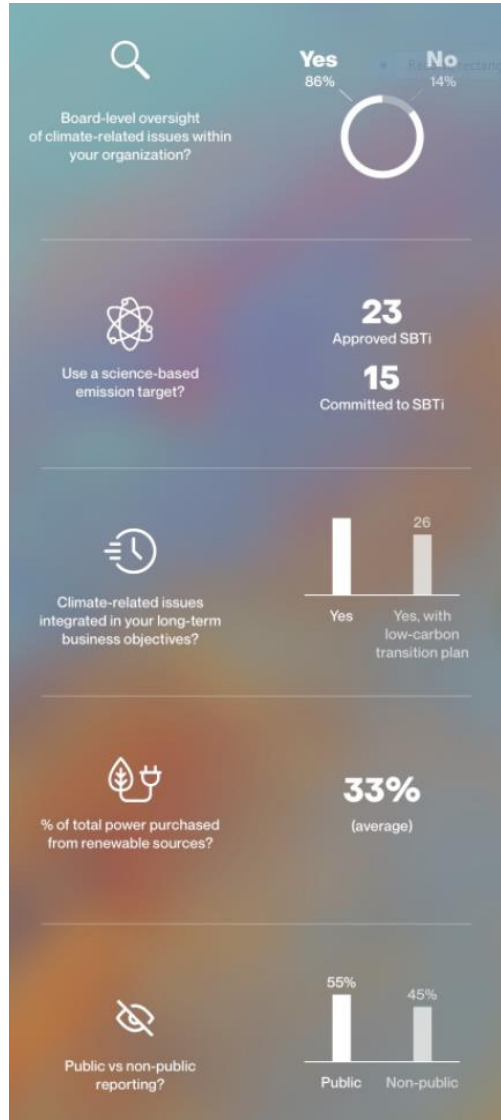 Yes
No
86%
14%
Board-level oversight
of climate-related issues within
your organization?
23
Approved SBTi
Use a science-based
emission target?
15
Committed to SBTi
26
Climate-related issues
integrated in your long-term
business objectives?
Yes
Yes, with
low-carbon
transition plan
% of total power purchased
from renewable sources?
33%
(average)
55%
45%
Public vs non-public
reporting?
Public
Non-public